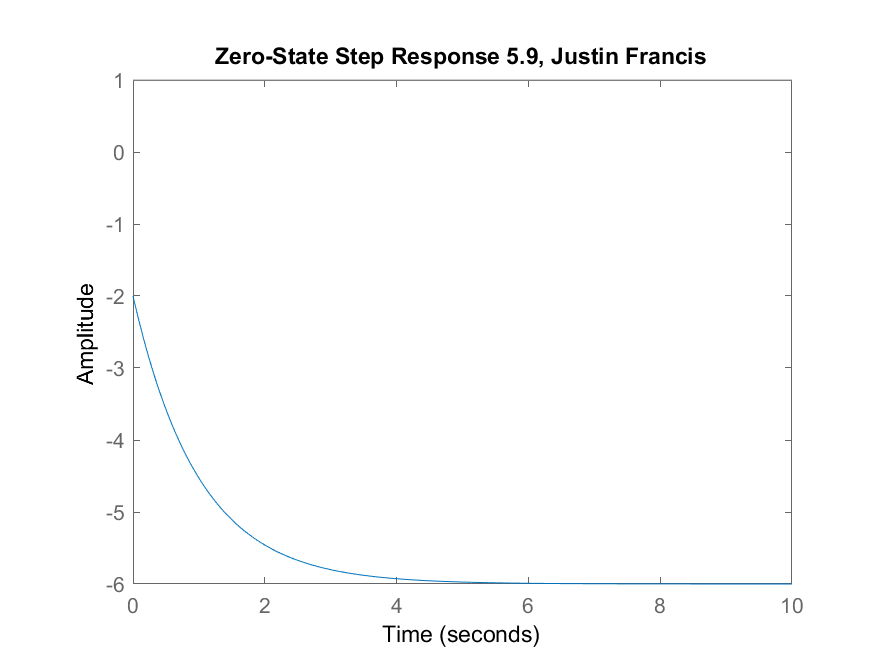 Zero-State Step Response 5.9, Justin Francis
1
0
-1
-2
-3
-4
-5
-6
Amplitude
0 2 4 6 8 10
Time (seconds)